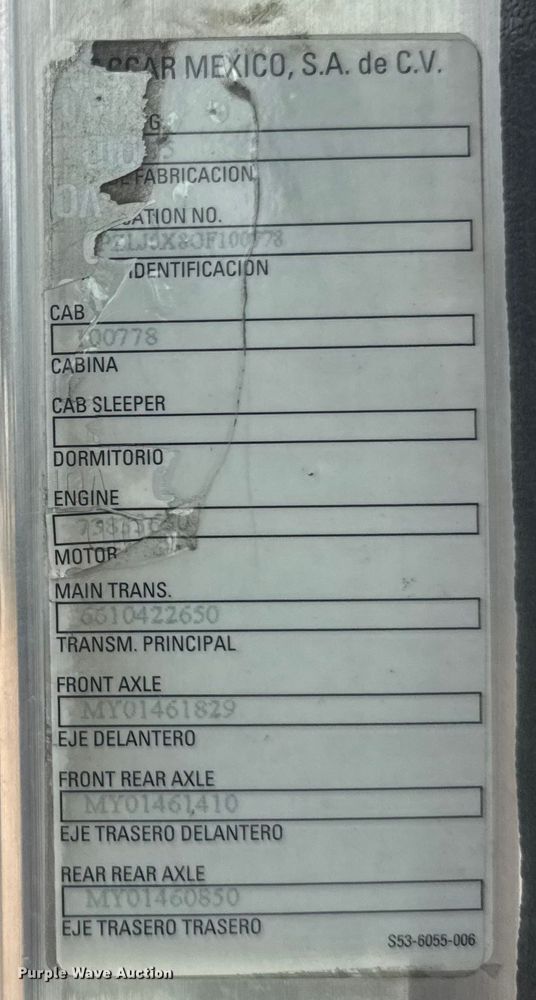 CCAR MEXICO, S.A. de C.V.
G
FABRICACION
ATION NO.
IDENTIFICACION
CAB
100778
CABINA
CAB SLEEPER
DORMITORIO
ENGINE
MOTOR
MAIN TRANS.
6610422650
TRANSM. PRINCIPAL
FRONT AXLE
MY01461829
EJE DELANTERO
FRONT REAR AXLE
MY01461410
EJE TRASERO DELANTERO
REAR REAR AXLE
MY01460850
EJE TRASERO TRASERO
S53-6055-006
Purple Wave Auction